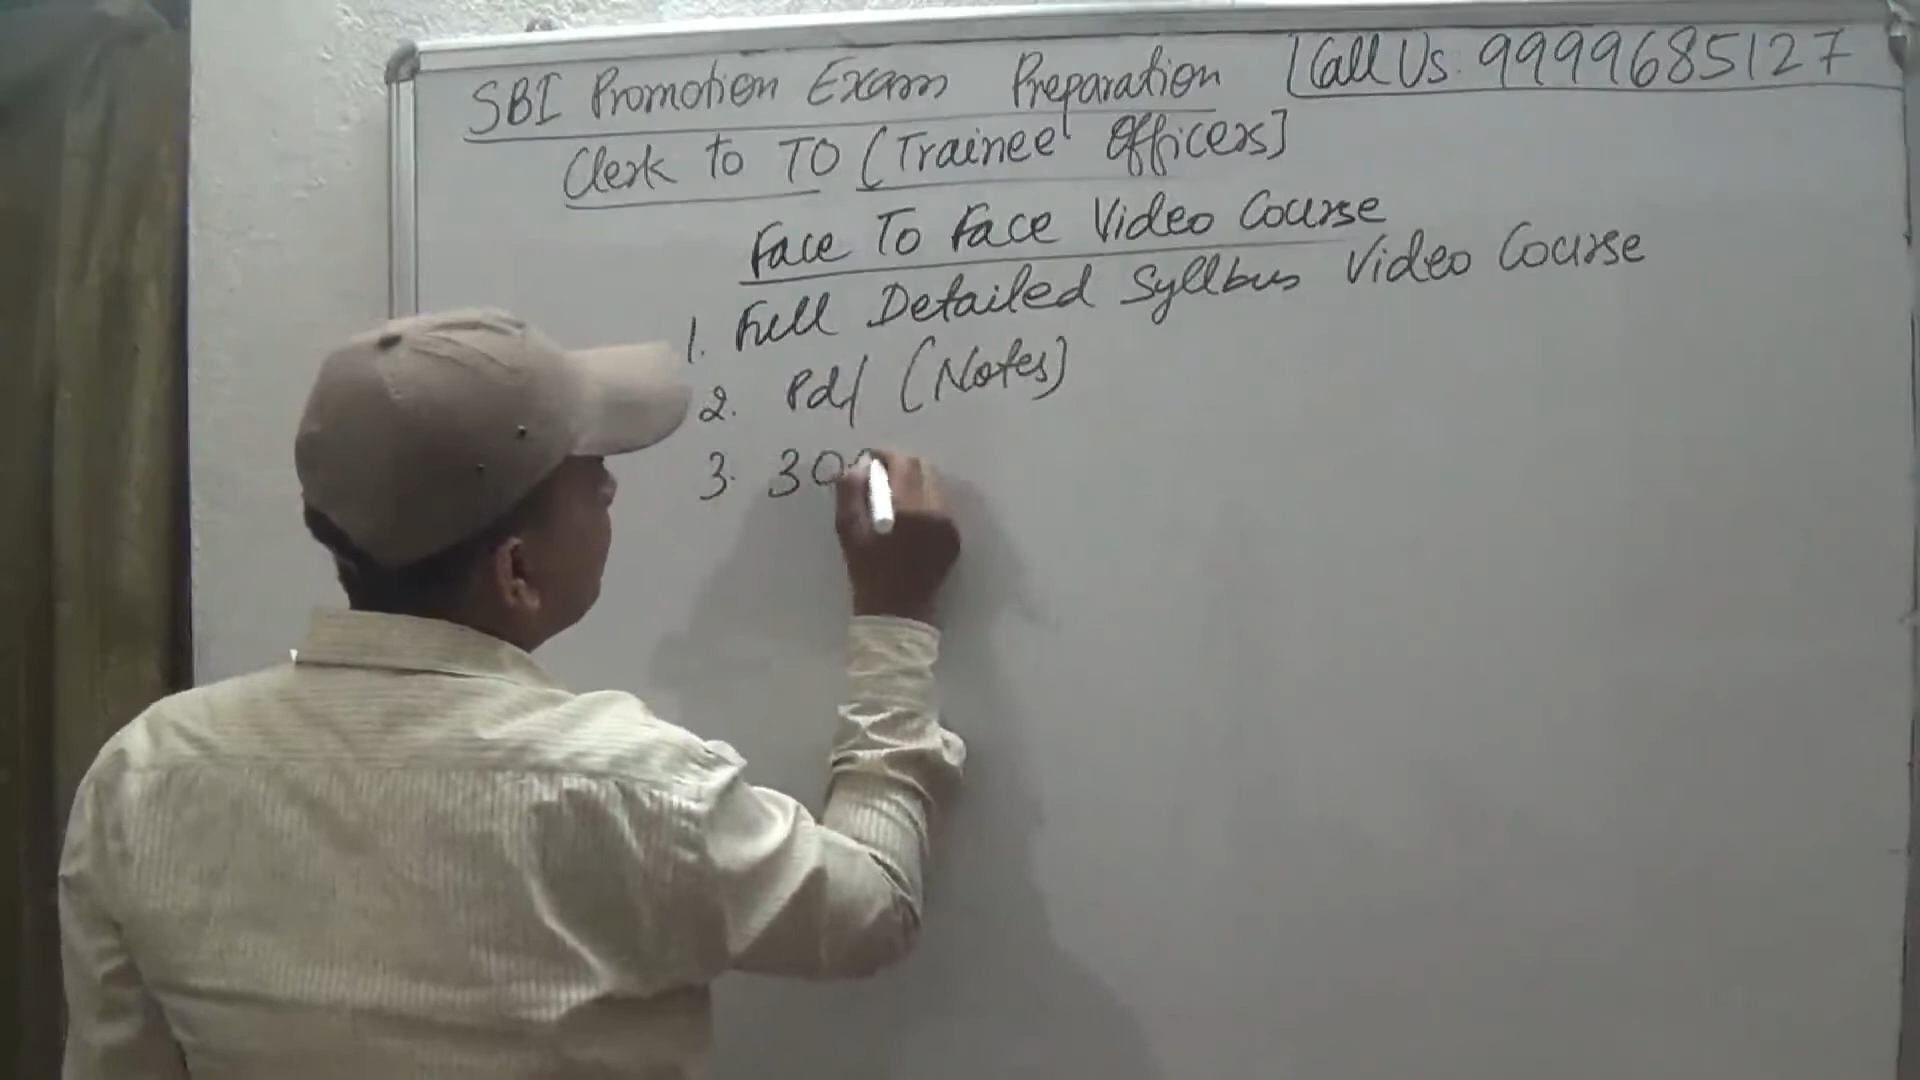 SBI Promotion Exam Preparation Call Us: 9999685127
Clerk to TO (Trainee Officers]
Face To Face Video Course
1. Full Detailed Syllbus Video Course
2. Pdf (Notes)
3. 300